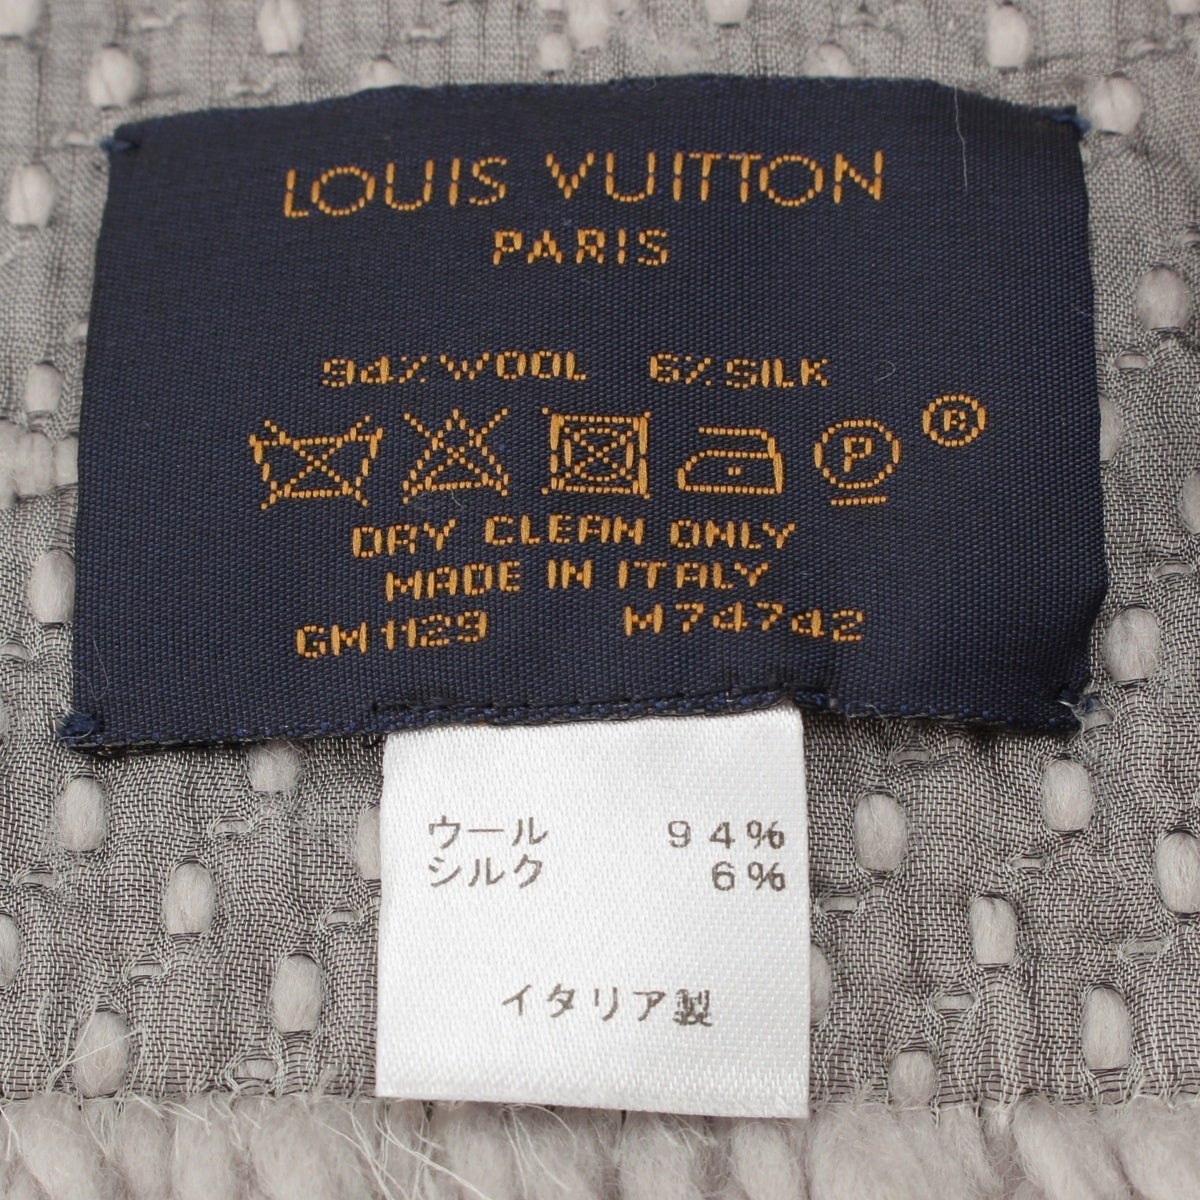 LOUIS VUITTON
PARIS
94% WOOL 6% SILK
P ®
DRY CLEAN ONLY
MADE IN ITALY
GM1129 M74742
ウール 94%
シルク 6%
イタリア製